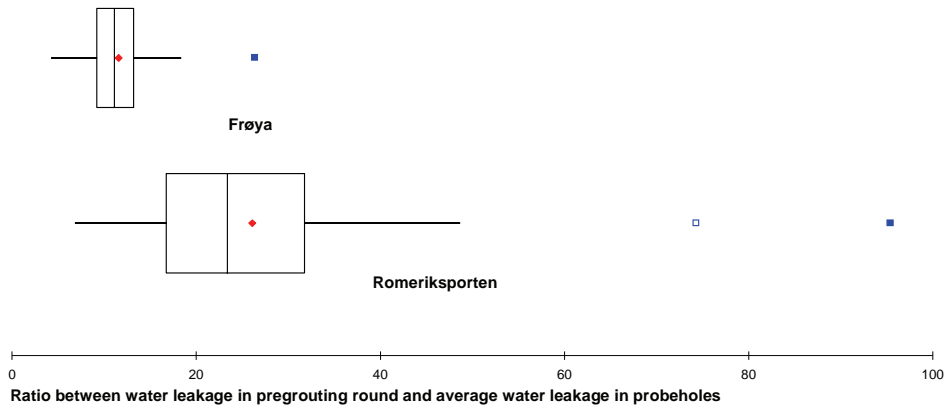 Frøya
Romeriksporten
0 20 40 60 80 100
Ratio between water leakage in pregrouting round and average water leakage in probeholes